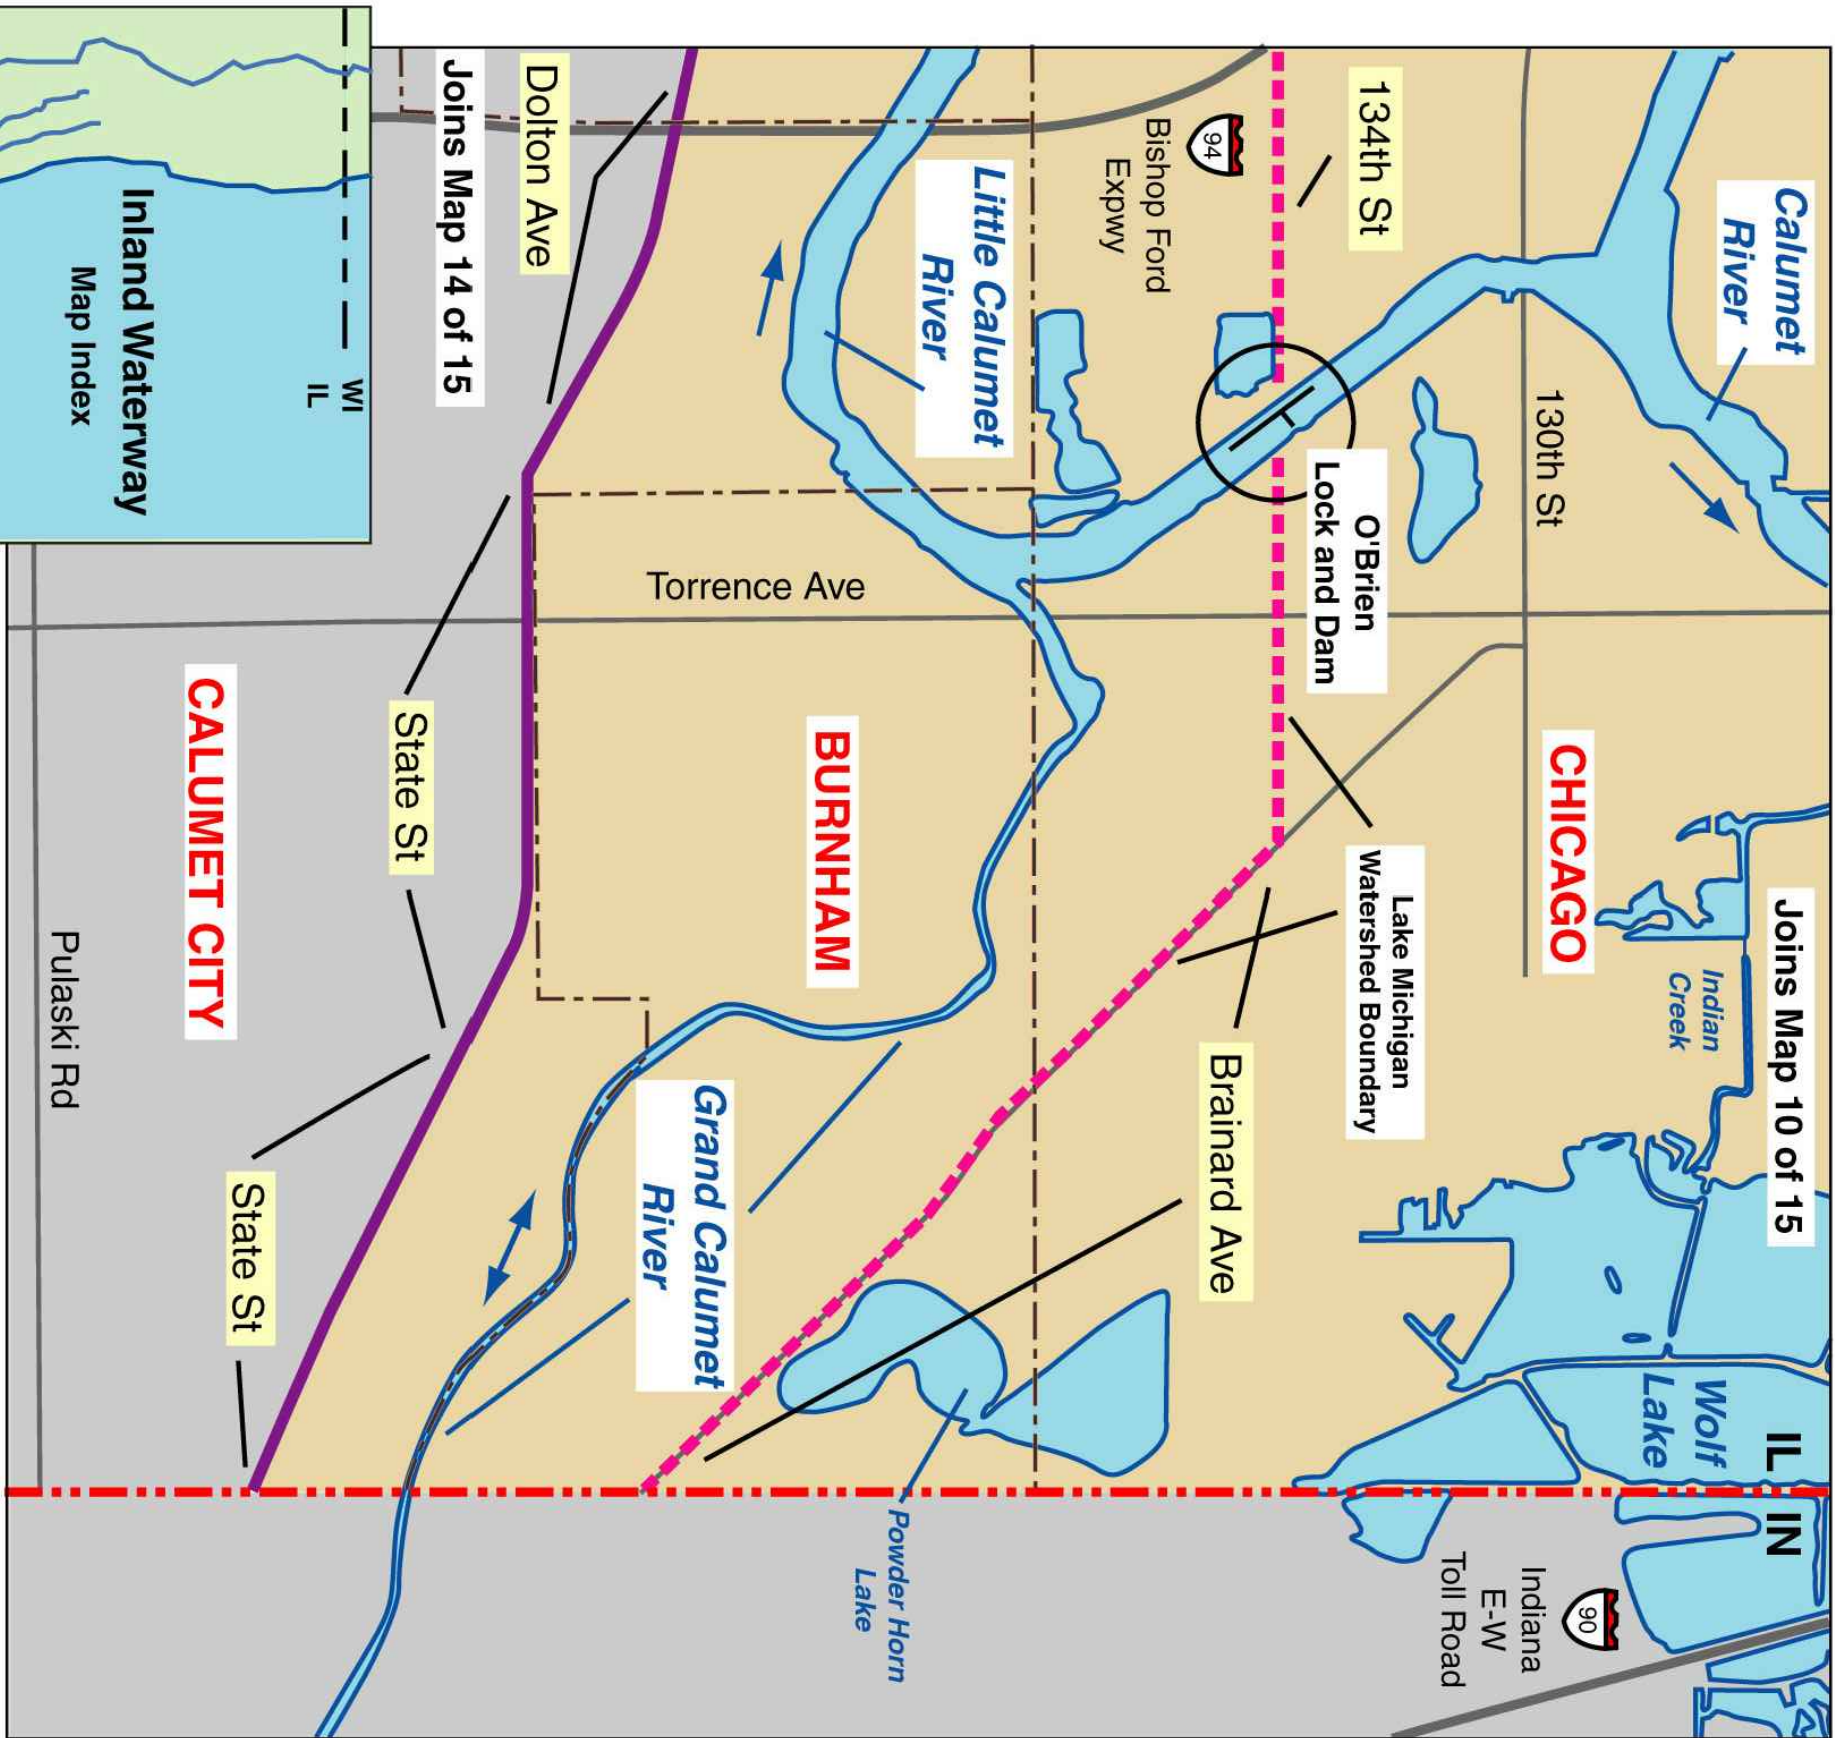 Joins Map 10 of 15
IL
IN
Calumet
River
Wolf
Lake
Indian
Creek
90
Indiana
E-W
Toll Road
CHICAGO
130th St
134th St
Lake Michigan
Watershed Boundary
O'Brien
Lock and Dam
94
Bishop Ford
Expwy
Brainard Ave
Little Calumet
River
Powder Horn
Lake
BURNHAM
Torrence Ave
Grand Calumet
River
Dolton Ave
Joins Map 14 of 15
State St
State St
CALUMET CITY
Pulaski Rd
WI
IL
Inland Waterway
Map Index